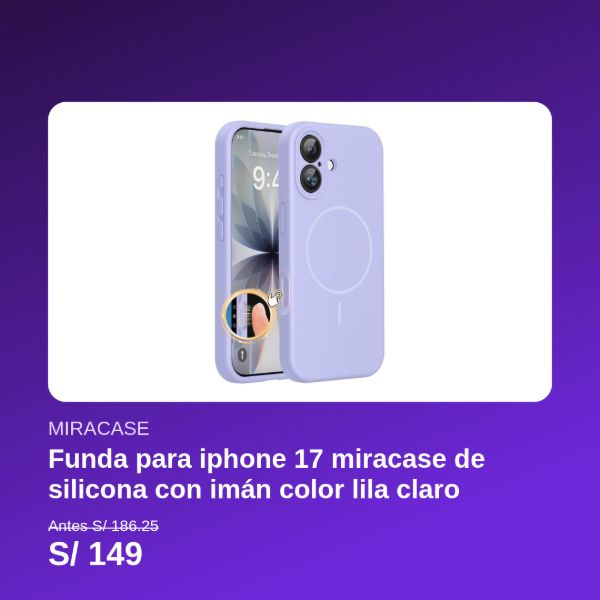 MIRACASE
Funda para iphone 17 miracase de
silicona con imán color lila claro
Antes S/ 186.25
S/ 149